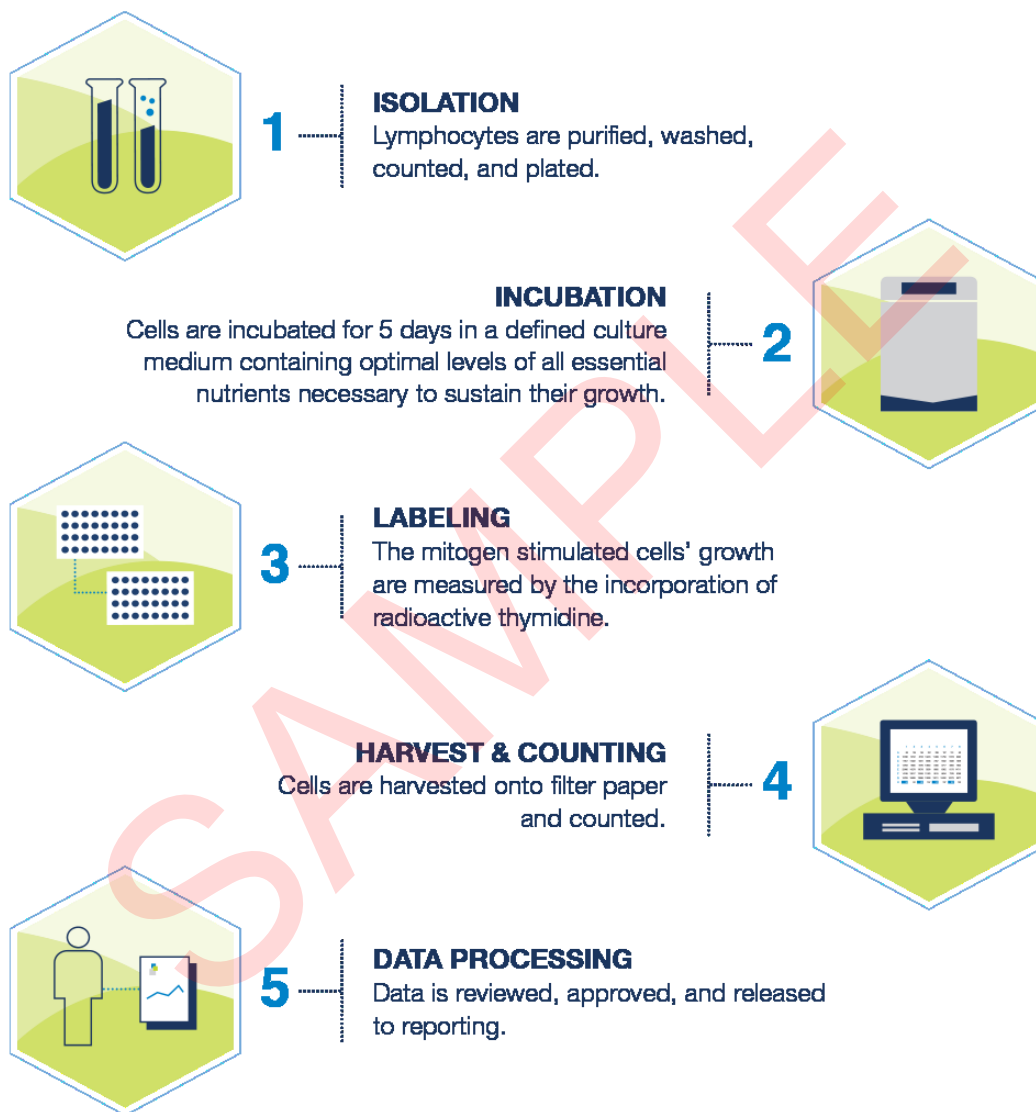 1
ISOLATION
Lymphocytes are purified, washed,
counted, and plated.
INCUBATION
Cells are incubated for 5 days in a defined culture
medium containing optimal levels of all essential
nutrients necessary to sustain their growth.
2
3
LABELING
The mitogen stimulated cells’ growth
are measured by the incorporation of
radioactive thymidine.
HARVEST & COUNTING
Cells are harvested onto filter paper
and counted.
4
5
DATA PROCESSING
Data is reviewed, approved, and released
to reporting.
SAMPLE